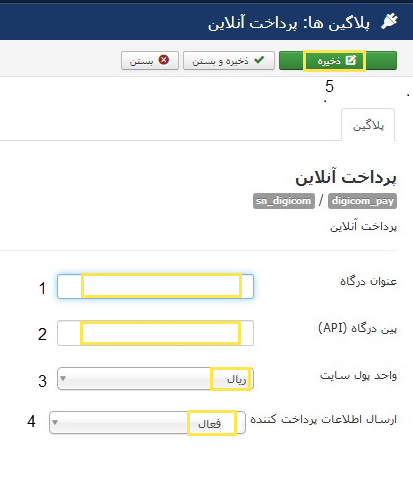 پلاگین ها: پرداخت آنلاین
ذخیره ذخیره و بستن بستن
5
پلاگین
پرداخت آنلاین
digicom_pay / sn_digicom
پرداخت آنلاین
عنوان درگاه 1
پین درگاه (API) 2
واحد پول سایت ریال 3
ارسال اطلاعات پرداخت کننده فعال 4